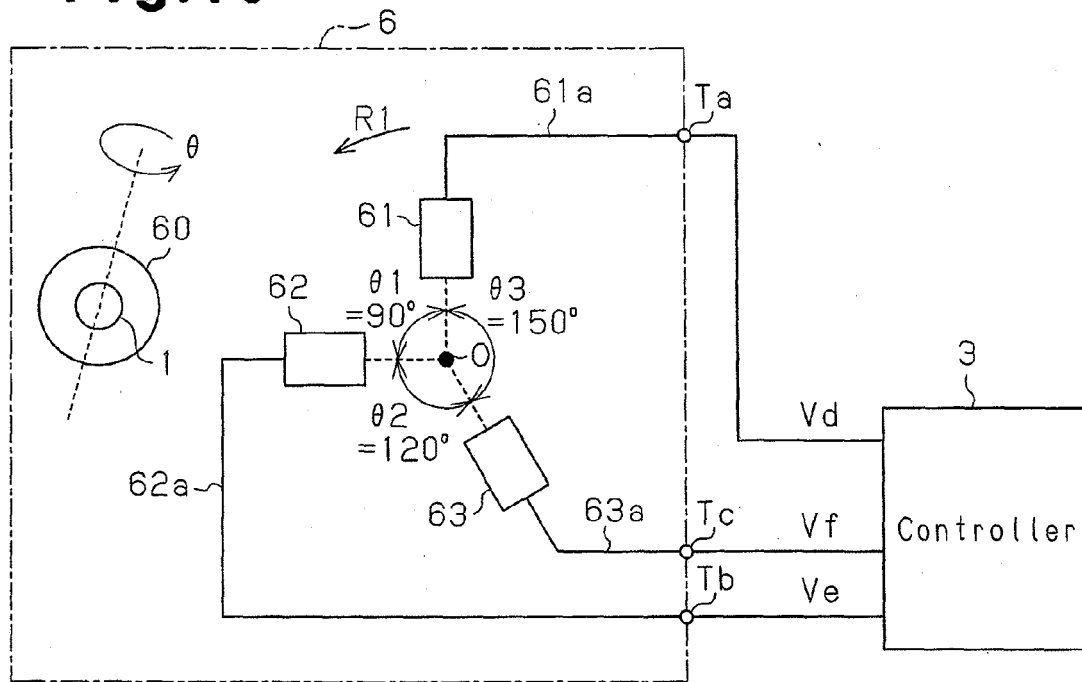 6
61a
Ta
R1
θ
61
60
θ1
=90°
θ3
=150°
62
1
O
3
θ2
=120°
Vd
62a
63
63a
Tc
Vf
Controller
Tb
Ve